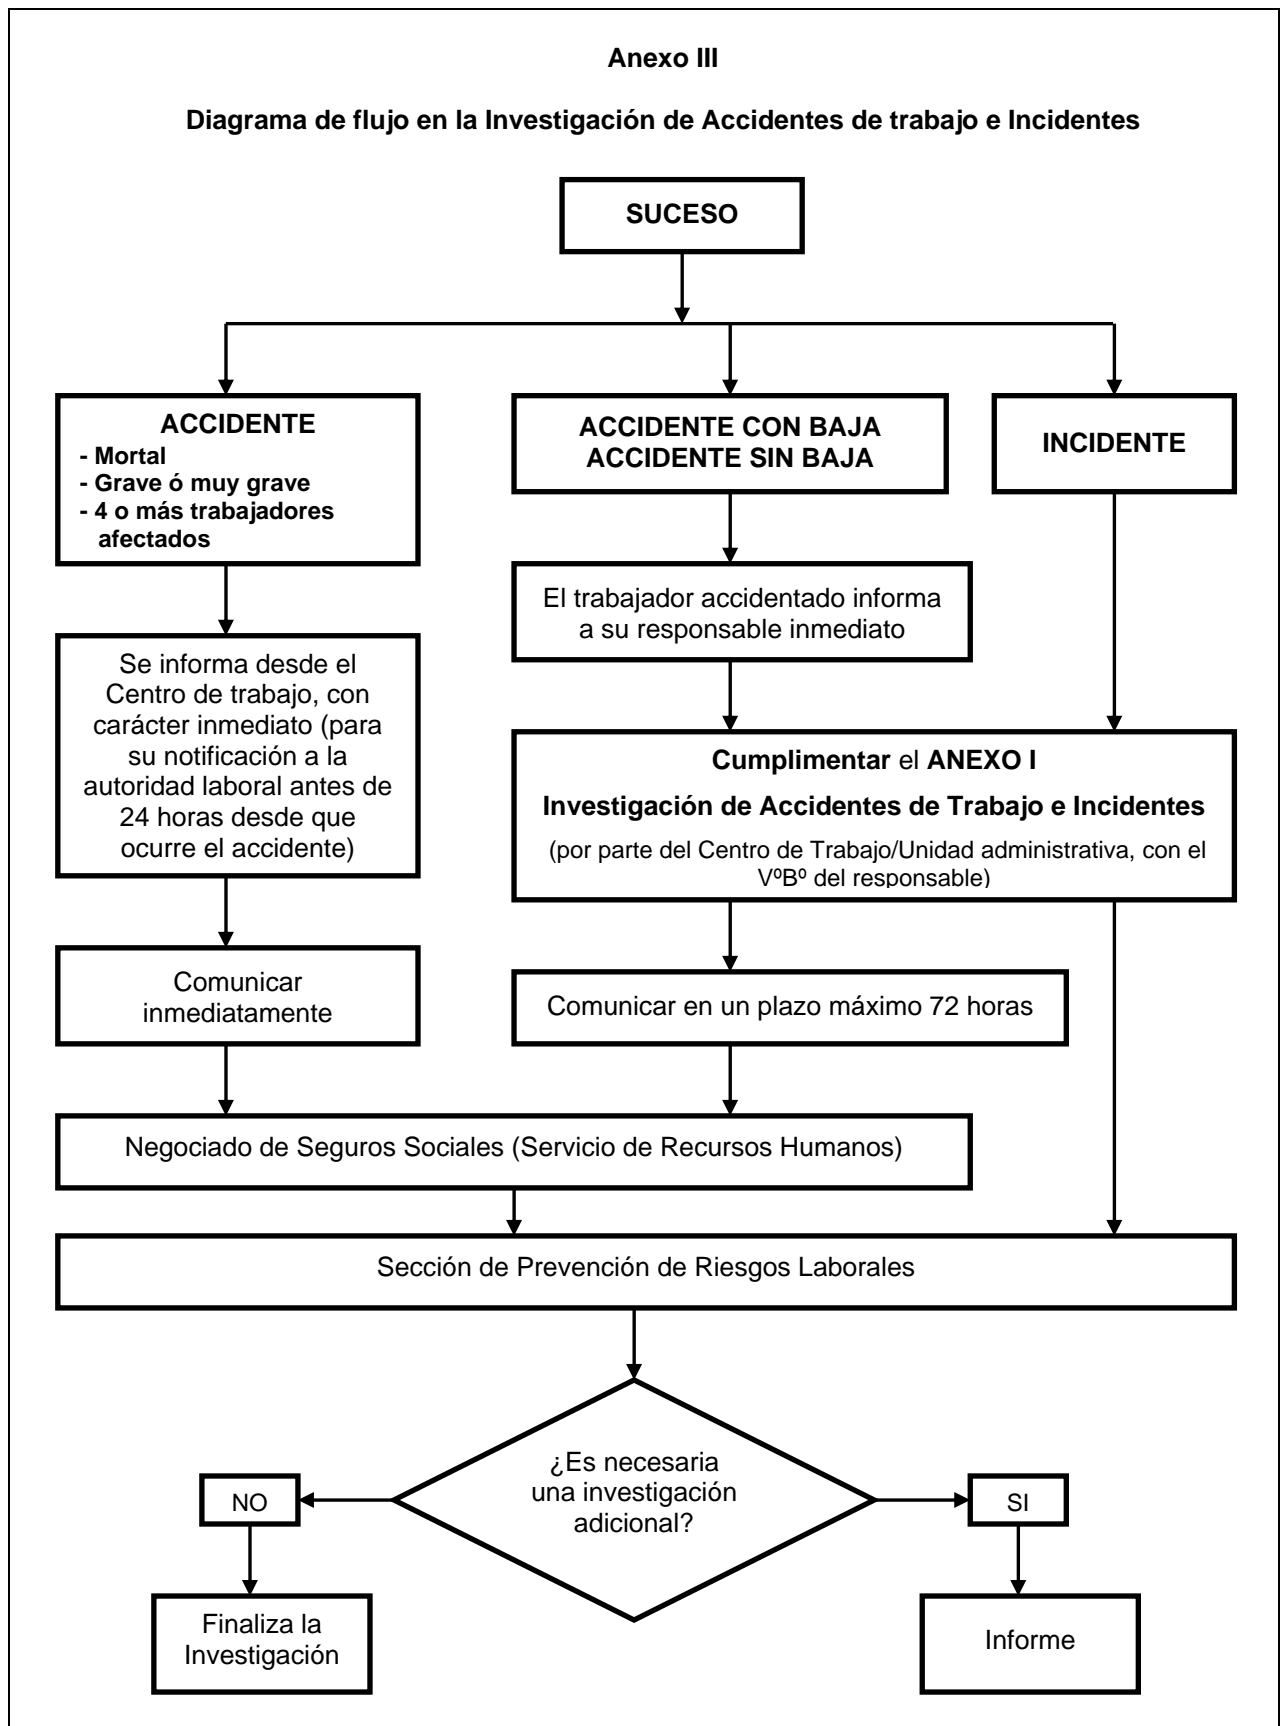 Anexo III
Diagrama de flujo en la Investigación de Accidentes de trabajo e Incidentes
SUCESO
ACCIDENTE
- Mortal
- Grave ó muy grave
- 4 o más trabajadores
afectados
ACCIDENTE CON BAJA
ACCIDENTE SIN BAJA
INCIDENTE
El trabajador accidentado informa
a su responsable inmediato
Se informa desde el
Centro de trabajo, con
carácter inmediato (para
su notificación a la
autoridad laboral antes de
24 horas desde que
ocurre el accidente)
Cumplimentar el ANEXO I
Investigación de Accidentes de Trabajo e Incidentes
(por parte del Centro de Trabajo/Unidad administrativa, con el
VºBº del responsable)
Comunicar
inmediatamente
Comunicar en un plazo máximo 72 horas
Negociado de Seguros Sociales (Servicio de Recursos Humanos)
Sección de Prevención de Riesgos Laborales
¿Es necesaria
una investigación
adicional?
NO
SI
Finaliza la
Investigación
Informe